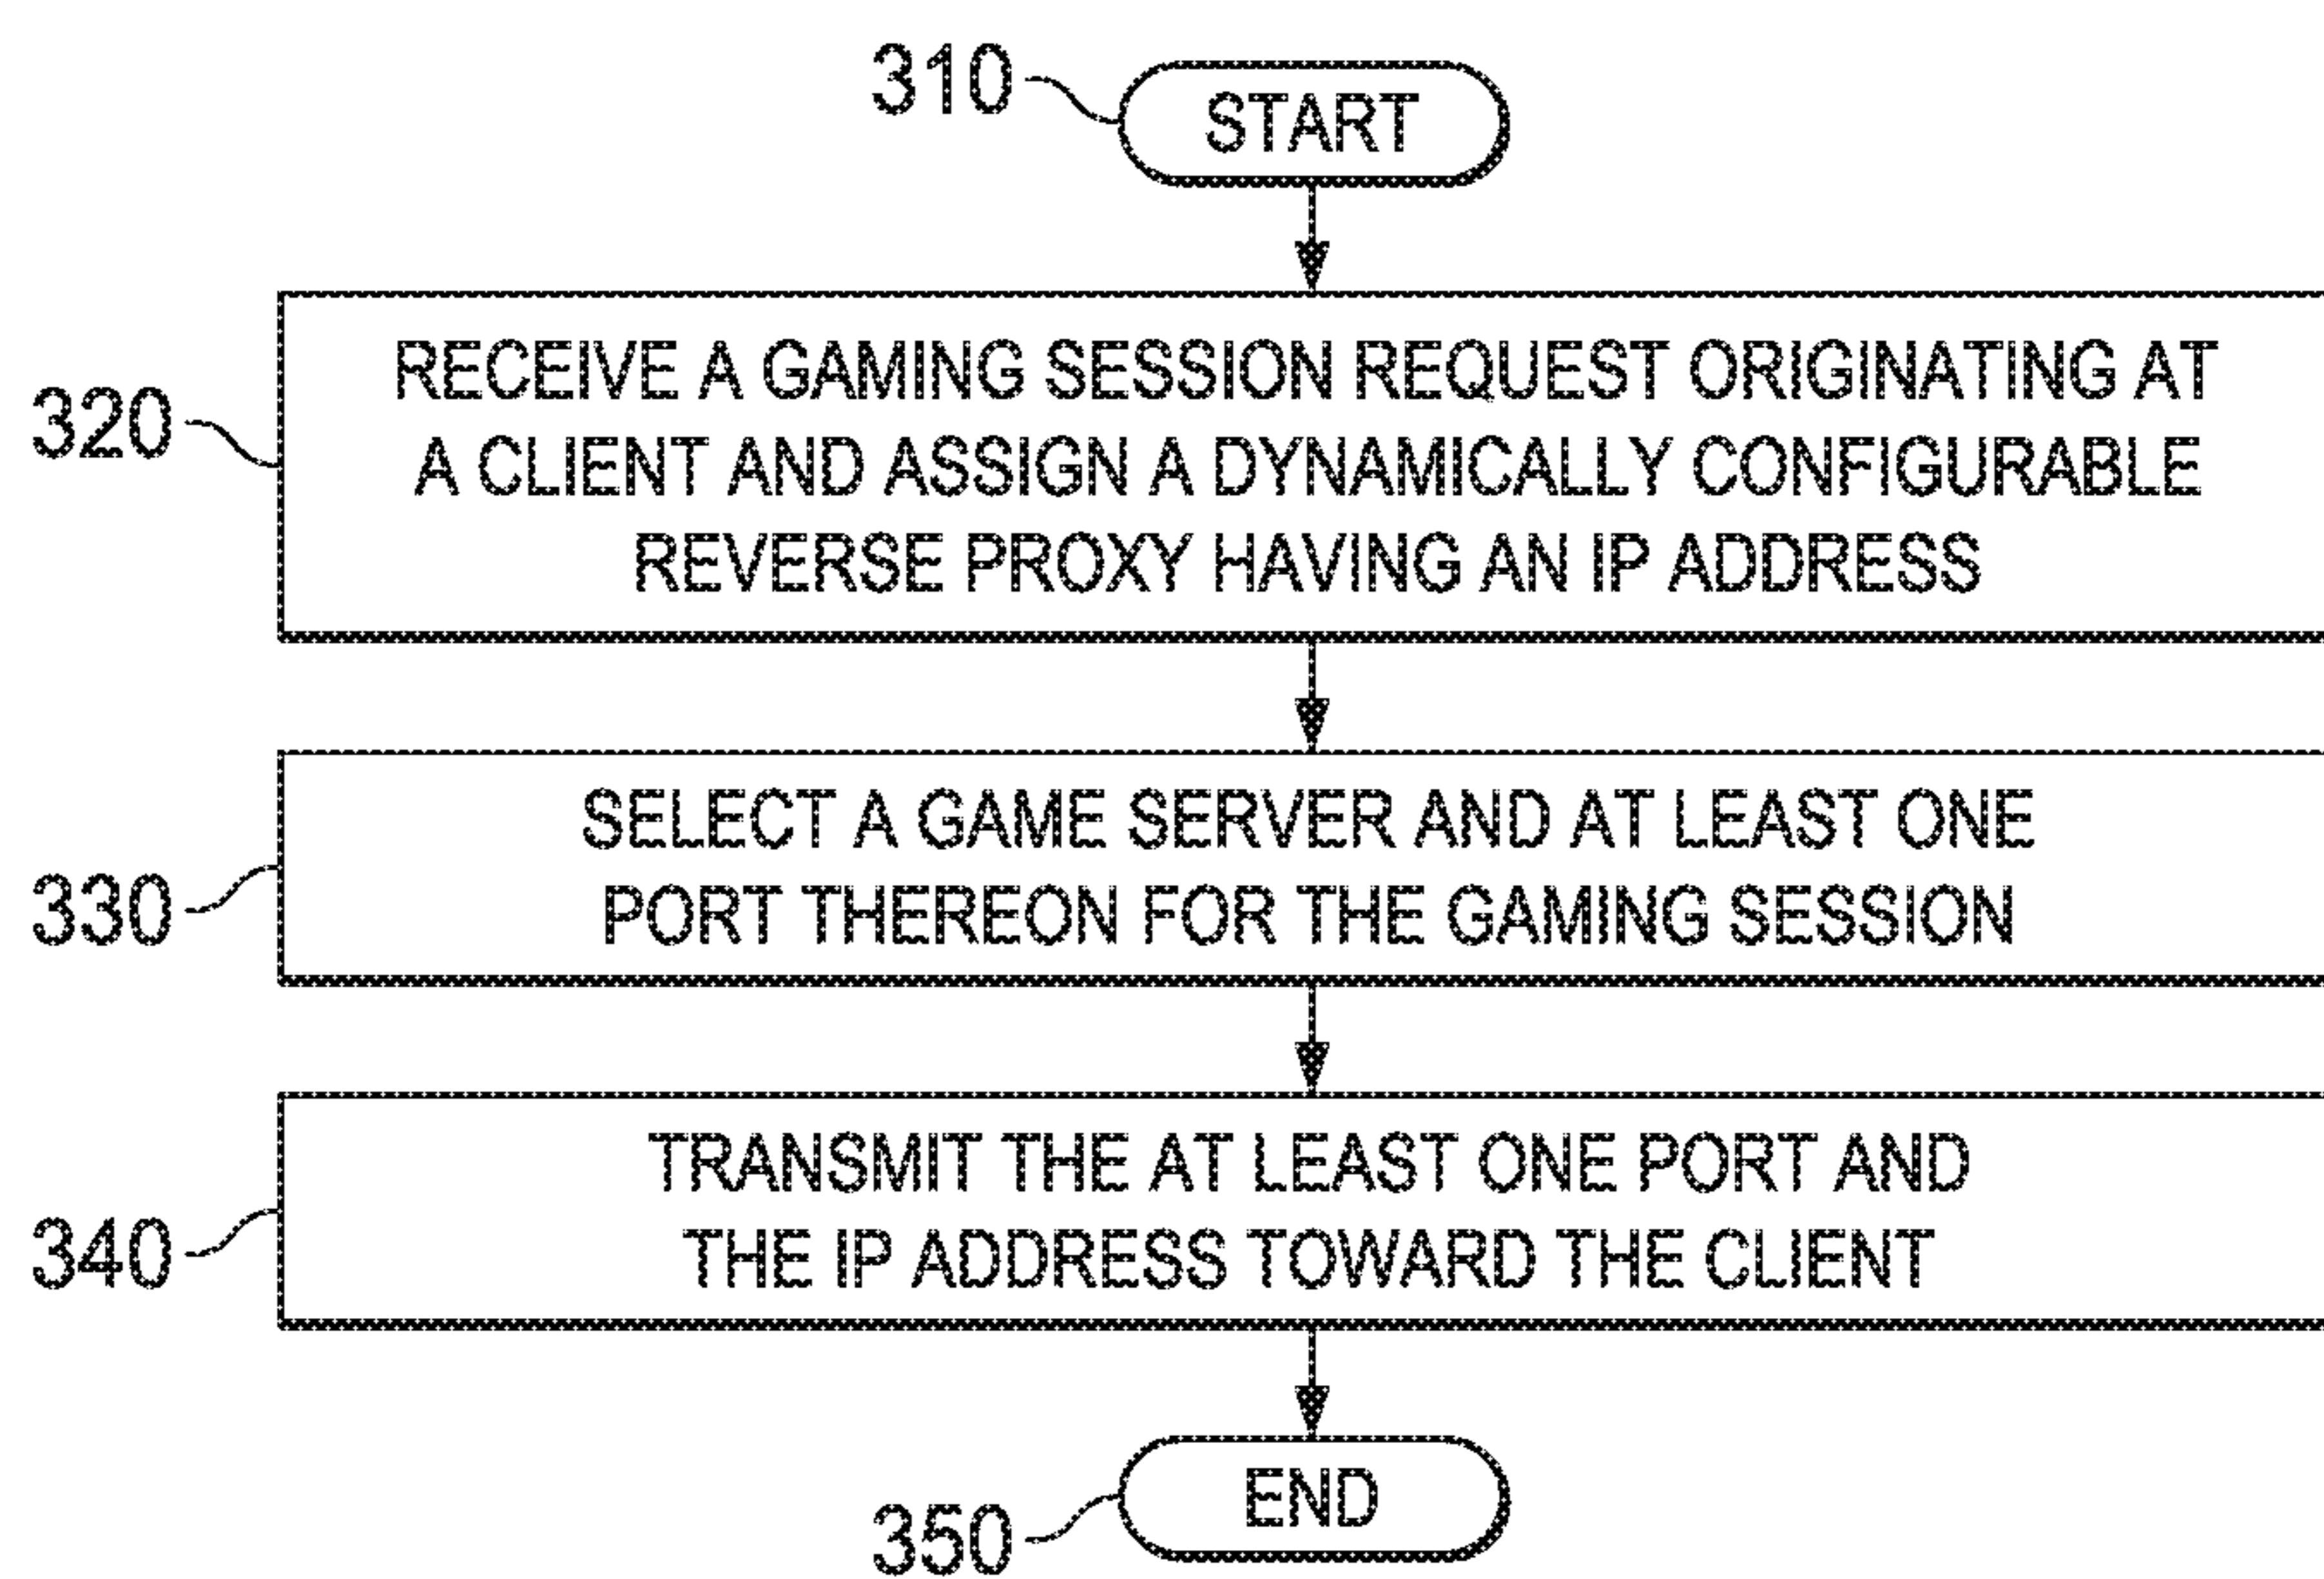 310
START
320
RECEIVE A GAMING SESSION REQUEST ORIGINATING AT
A CLIENT AND ASSIGN A DYNAMICALLY CONFIGURABLE
REVERSE PROXY HAVING AN IP ADDRESS
330
SELECT A GAME SERVER AND AT LEAST ONE
PORT THEREON FOR THE GAMING SESSION
340
TRANSMIT THE AT LEAST ONE PORT AND
THE IP ADDRESS TOWARD THE CLIENT
350
END